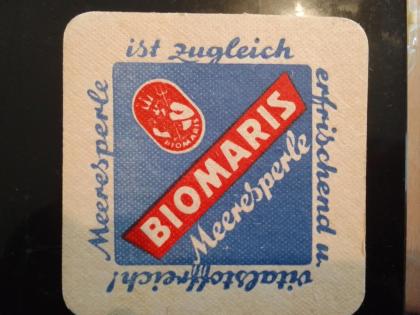 Meeresperle
ist zugleich
erfrischend u.
vitalstoffreich!
BIOMARIS
BIOMARIS
Meeresperle